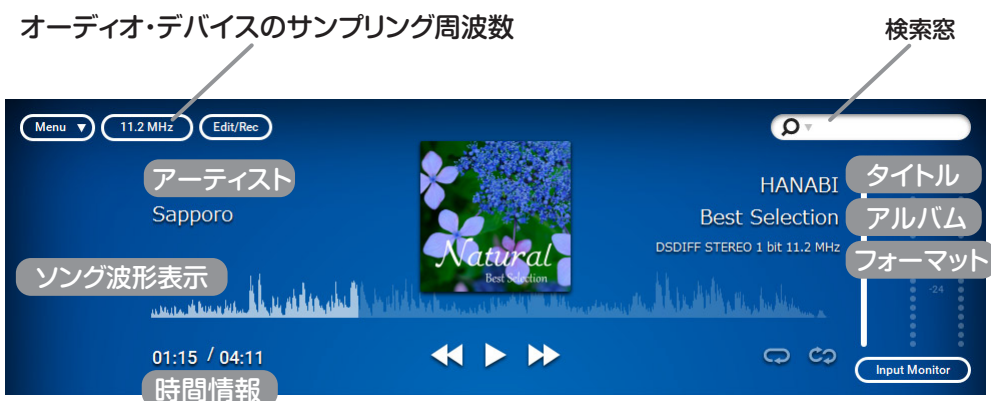 オーディオ・デバイスのサンプリング周波数
検索窓
Menu ▼
11.2 MHz
Edit/Rec
アーティスト
Sapporo
Natural
Best Selection
HANABI
タイトル
Best Selection
アルバム
DSDIFF STEREO 1 bit 11.2 MHz
フォーマット
ソング波形表示
-24
01:15 / 04:11
時間情報
Input Monitor